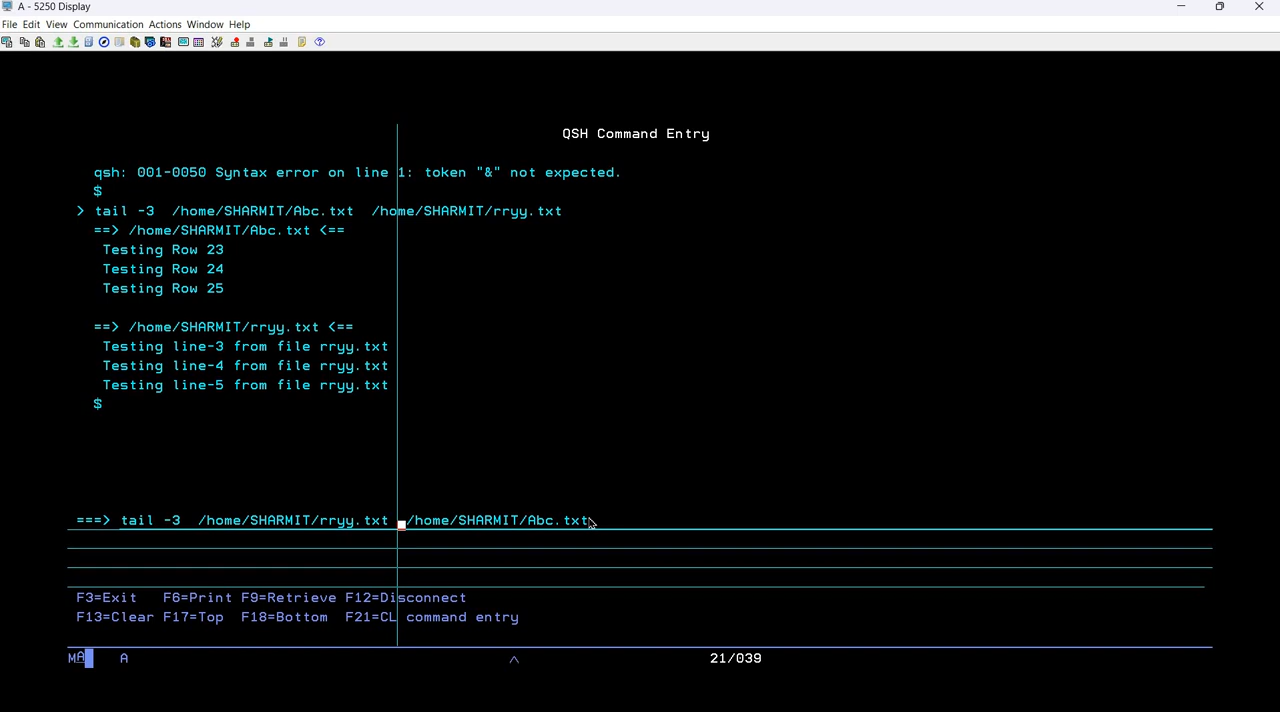 A - 5250 Display
File Edit View Communication Actions Window Help
QSH Command Entry
qsh: 001-0050 Syntax error on line 1: token "&" not expected.
$
> tail -3  /home/SHARMIT/Abc.txt  /home/SHARMIT/rryy.txt
==> /home/SHARMIT/Abc.txt <==
Testing Row 23
Testing Row 24
Testing Row 25
==> /home/SHARMIT/rryy.txt <==
Testing line-3 from file rryy.txt
Testing line-4 from file rryy.txt
Testing line-5 from file rryy.txt
$
===> tail -3  /home/SHARMIT/rryy.txt  /home/SHARMIT/Abc.txt
F3=Exit   F6=Print F9=Retrieve F12=Disconnect
F13=Clear F17=Top  F18=Bottom  F21=CL command entry
MA   A   ^   21/039